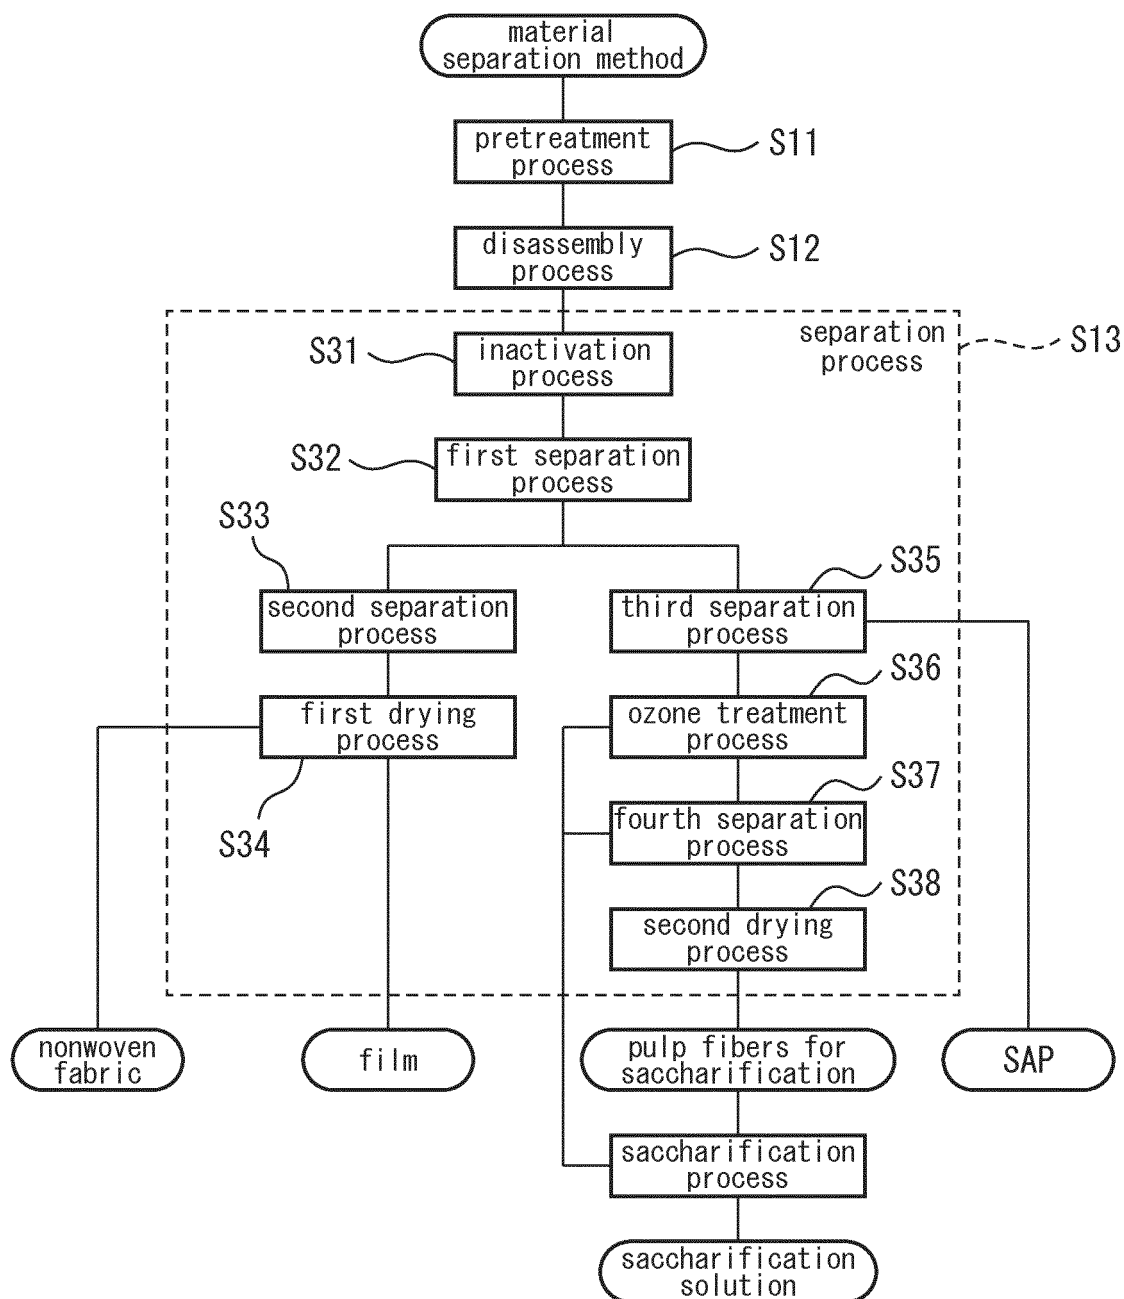 material
separation method
pretreatment
process
S11
disassembly
process
S12
separation
process
S13
S31
inactivation
process
S32
first separation
process
S33
second separation
process
S35
third separation
process
S34
first drying
process
S36
ozone treatment
process
S37
fourth separation
process
S38
second drying
process
nonwoven
fabric
film
pulp fibers for
saccharification
SAP
saccharification
process
saccharification
solution